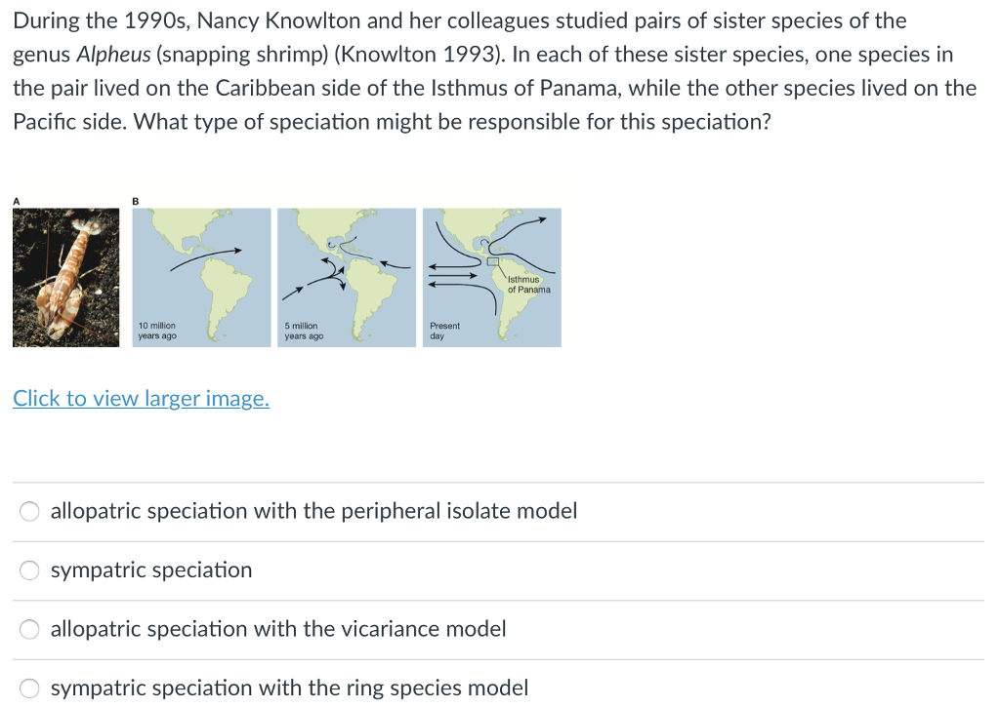 During the 1990s, Nancy Knowlton and her colleagues studied pairs of sister species of the
genus Alpheus (snapping shrimp) (Knowlton 1993). In each of these sister species, one species in
the pair lived on the Caribbean side of the Isthmus of Panama, while the other species lived on the
Pacific side. What type of speciation might be responsible for this speciation?
A
B
10 million
years ago
5 million
years ago
Isthmus
of Panama
Present
day
Click to view larger image.
allopatric speciation with the peripheral isolate model
sympatric speciation
allopatric speciation with the vicariance model
sympatric speciation with the ring species model